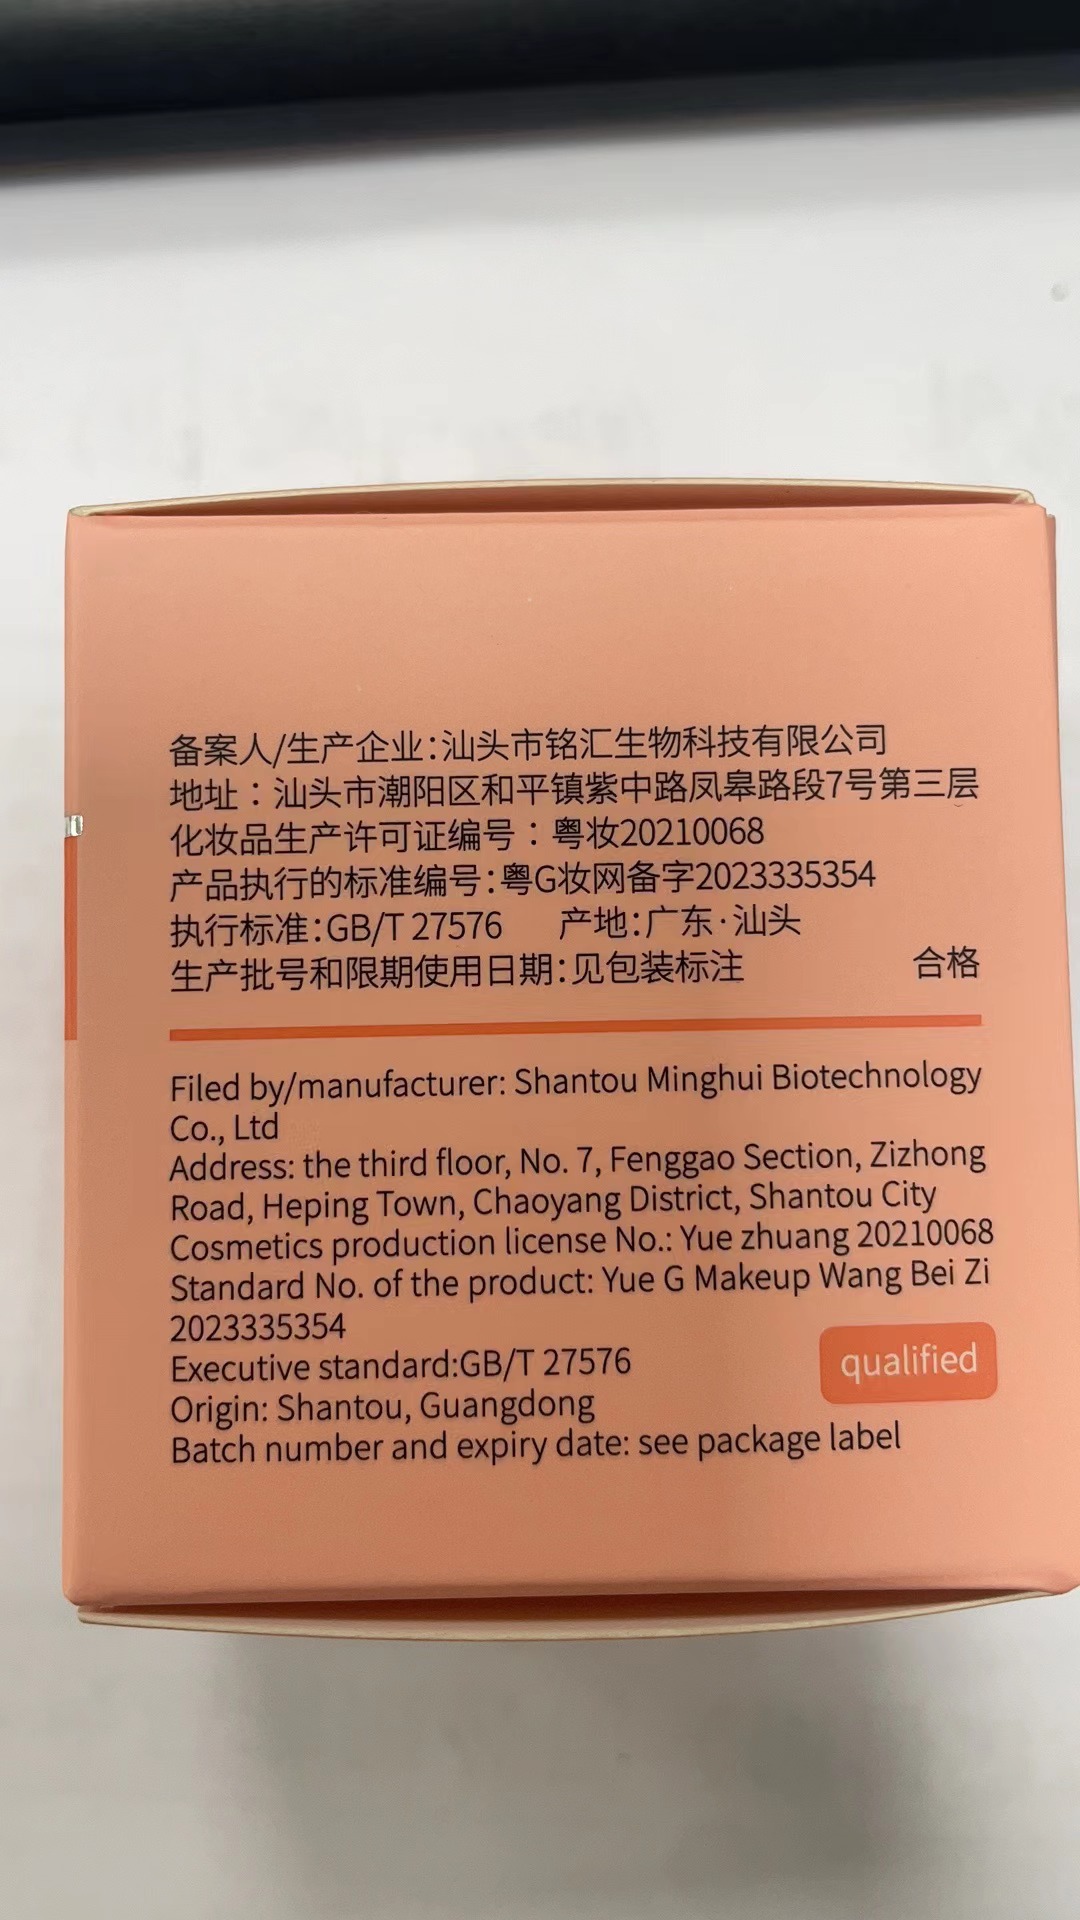 备案人/生产企业:汕头市铭汇生物科技有限公司
地址：汕头市潮阳区和平镇紫中路凤皋路段7号第三层
化妆品生产许可证编号：粤妆20210068
产品执行的标准编号:粤G妆网备字2023335354
执行标准:GB/T 27576 产地:广东·汕头
生产批号和限期使用日期:见包装标注 合格
Filed by/manufacturer: Shantou Minghui Biotechnology
Co., Ltd
Address: the third floor, No. 7, Fenggao Section, Zizhong
Road, Heping Town, Chaoyang District, Shantou City
Cosmetics production license No.: Yue zhuang 20210068
Standard No. of the product: Yue G Makeup Wang Bei Zi
2023335354
Executive standard:GB/T 27576
qualified
Origin: Shantou, Guangdong
Batch number and expiry date: see package label